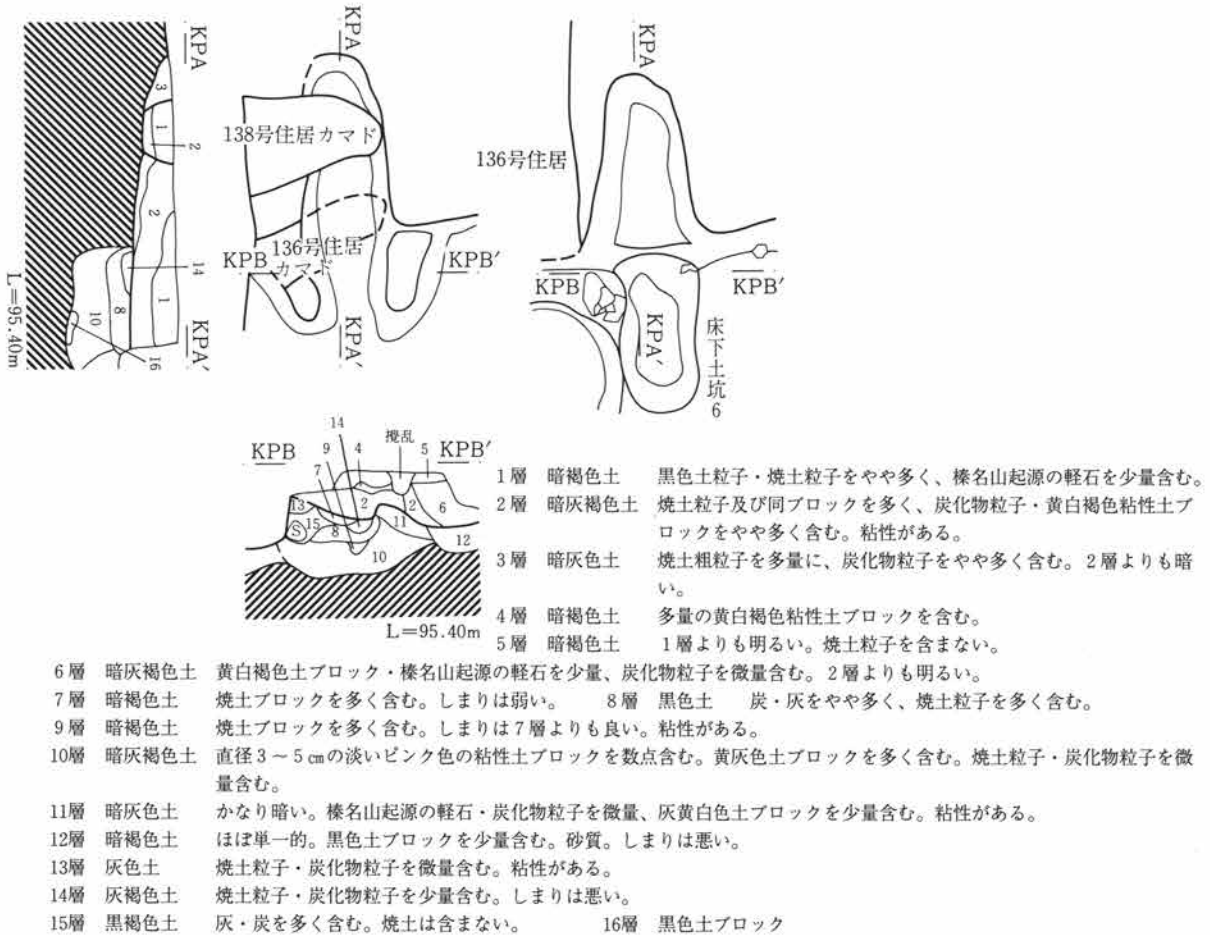 KPA
3
1
2
2
14
1
8
10
16
KPA′
L＝95.40m
KPA
138号住居カマド
136号住居
カマド
KPB
KPB′
KPA′
KPA
136号住居
KPB
KPB′
KPA′
床下土坑6
14
KPB
9
4
攪乱
5
KPB′
7
13
2
2
6
S
15
8
11
12
10
L＝95.40m
1層　暗褐色土　黒色土粒子・焼土粒子をやや多く、榛名山起源の軽石を少量含む。
2層　暗灰褐色土　焼土粒子及び同ブロックを多く、炭化物粒子・黄白褐色粘性土ブ
ロックをやや多く含む。粘性がある。
3層　暗灰色土　焼土粗粒子を多量に、炭化物粒子をやや多く含む。2層よりも暗
い。
4層　暗褐色土　多量の黄白褐色粘性土ブロックを含む。
5層　暗褐色土　1層よりも明るい。焼土粒子を含まない。
6層　暗灰褐色土　黄白褐色土ブロック・榛名山起源の軽石を少量、炭化物粒子を微量含む。2層よりも明るい。
7層　暗褐色土　焼土ブロックを多く含む。しまりは弱い。　8層　黒色土　炭・灰をやや多く、焼土粒子を多く含む。
9層　暗褐色土　焼土ブロックを多く含む。しまりは7層よりも良い。粘性がある。
10層　暗灰褐色土　直径3～5㎝の淡いピンク色の粘性土ブロックを数点含む。黄灰色土ブロックを多く含む。焼土粒子・炭化物粒子を微
量含む。
11層　暗灰色土　かなり暗い。榛名山起源の軽石・炭化物粒子を微量、灰黄白色土ブロックを少量含む。粘性がある。
12層　暗褐色土　ほぼ単一的。黒色土ブロックを少量含む。砂質。しまりは悪い。
13層　灰色土　焼土粒子・炭化物粒子を微量含む。粘性がある。
14層　灰褐色土　焼土粒子・炭化物粒子を少量含む。しまりは悪い。
15層　黒褐色土　灰・炭を多く含む。焼土は含まない。　16層　黒色土ブロック